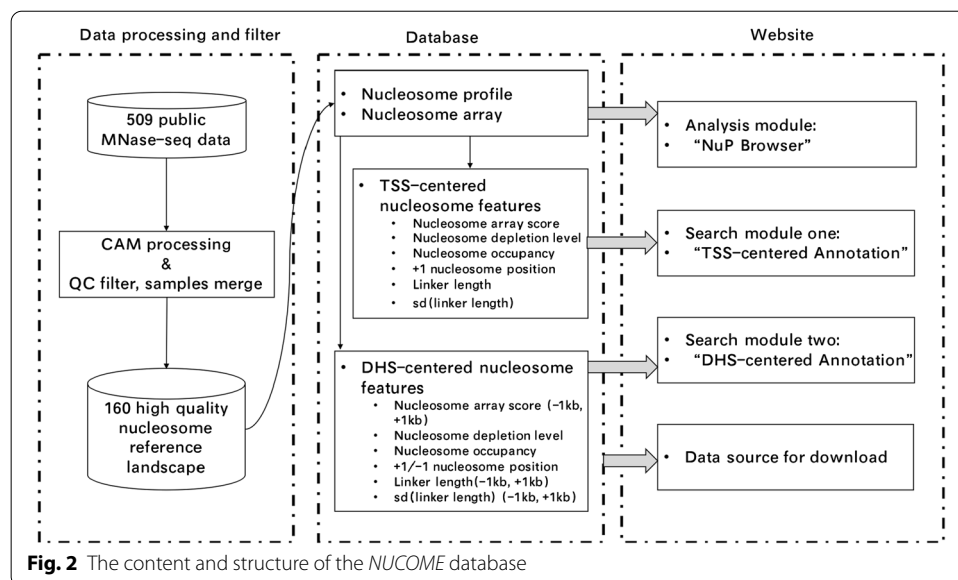 Data processing and filter
509 public
MNase-seq data
CAM processing
&
QC filter, samples merge
160 high quality
nucleosome
reference
landscape
Database
• Nucleosome profile
• Nucleosome array
• TSS-centered
nucleosome features
• Nucleosome array score
• Nucleosome depletion level
• Nucleosome occupancy
• +1 nucleosome position
• Linker length
• sd(linker length)
• DHS-centered nucleosome
features
• Nucleosome array score (-1kb,
+1kb)
• Nucleosome depletion level
• Nucleosome occupancy
• +1/-1 nucleosome position
• Linker length(-1kb, +1kb)
• sd(linker length) (-1kb, +1kb)
Website
• Analysis module:
• “NuP Browser”
• Search module one:
• “TSS-centered Annotation”
• Search module two:
• “DHS-centered Annotation”
• Data source for download
Fig. 2 The content and structure of the NUCOME database